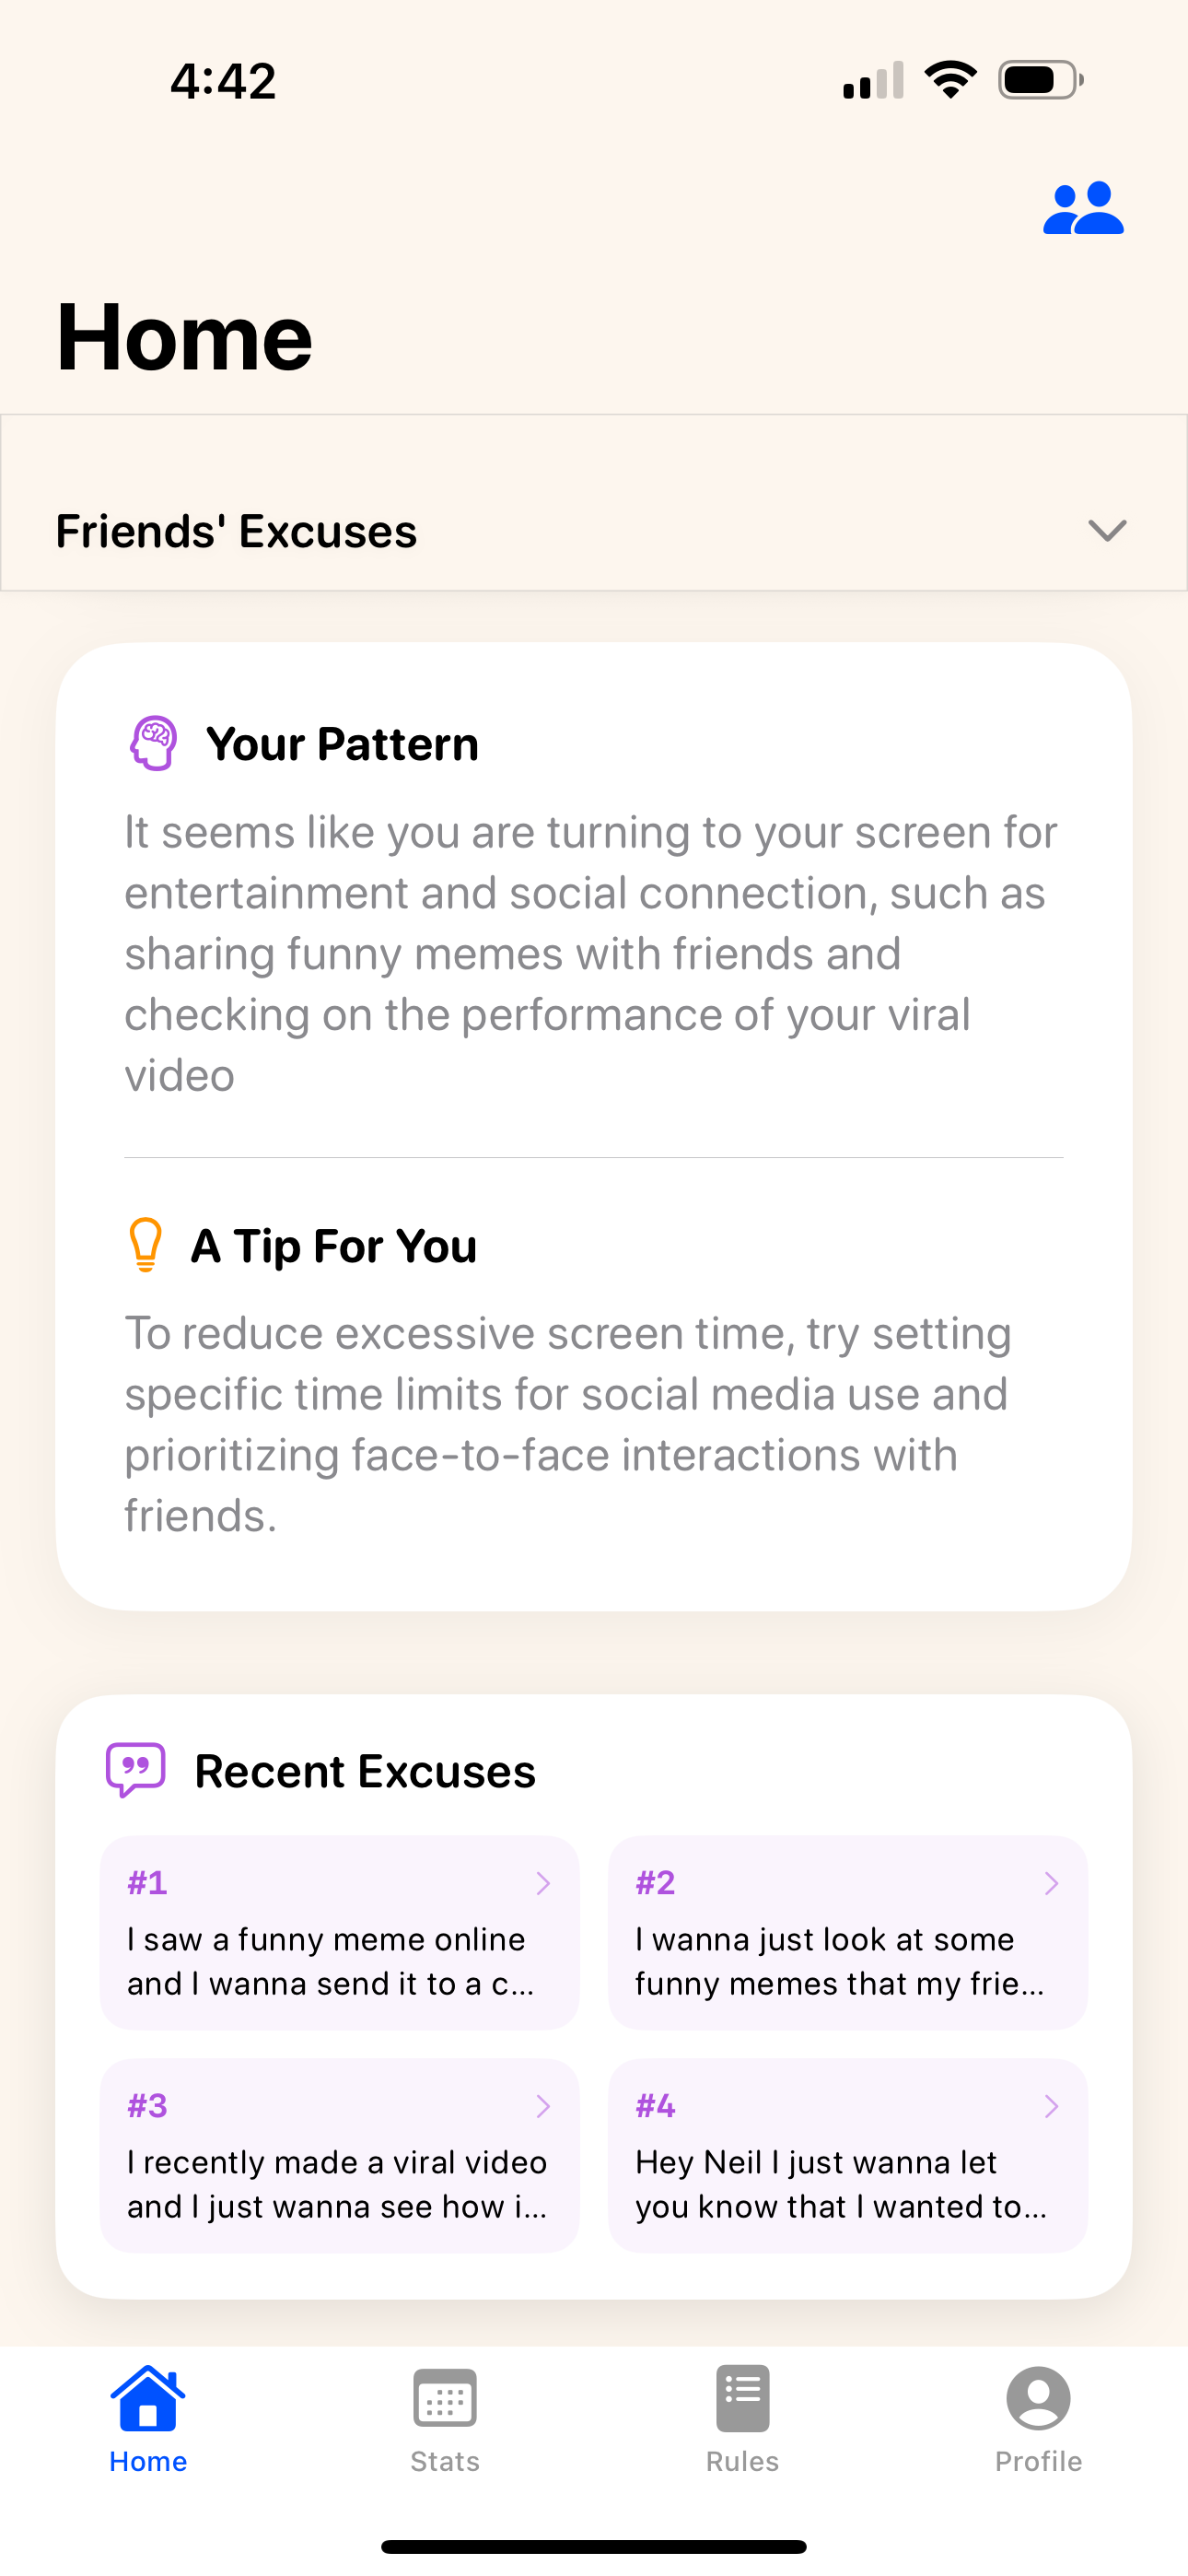 4:42
Home
Friends' Excuses
Your Pattern
It seems like you are turning to your screen for
entertainment and social connection, such as
sharing funny memes with friends and
checking on the performance of your viral
video
A Tip For You
To reduce excessive screen time, try setting
specific time limits for social media use and
prioritizing face-to-face interactions with
friends.
Recent Excuses
#1
I saw a funny meme online
and I wanna send it to a c...
#2
I wanna just look at some
funny memes that my frie...
#3
I recently made a viral video
and I just wanna see how i...
#4
Hey Neil I just wanna let
you know that I wanted to...
Home
Stats
Rules
Profile